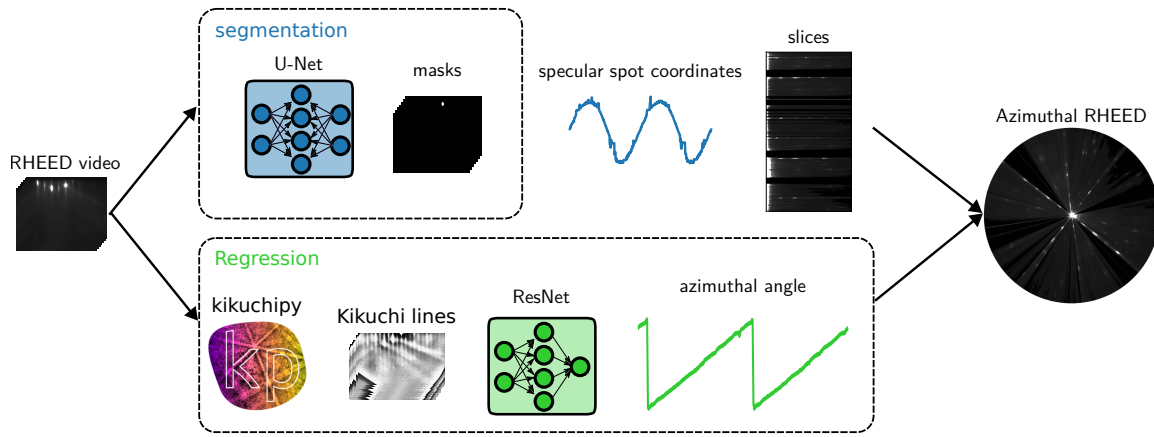 segmentation
U-Net
masks
specular spot coordinates
slices
RHEED video
Azimuthal RHEED
Regression
kikuchipy
kp
Kikuchi lines
ResNet
azimuthal angle